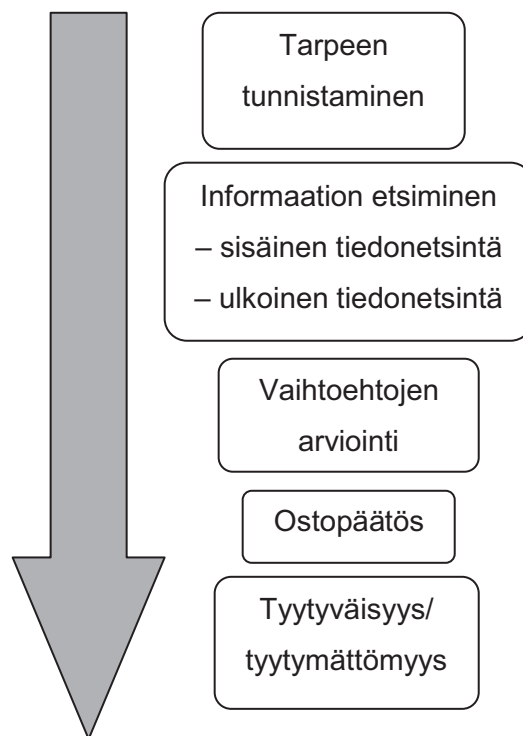 Tarpeen
tunnistaminen
Informaation etsiminen
– sisäinen tiedonetsintä
– ulkoinen tiedonetsintä
Vaihtoehtojen
arviointi
Ostopäätös
Tyytyväisyys/
tyytymättömyys